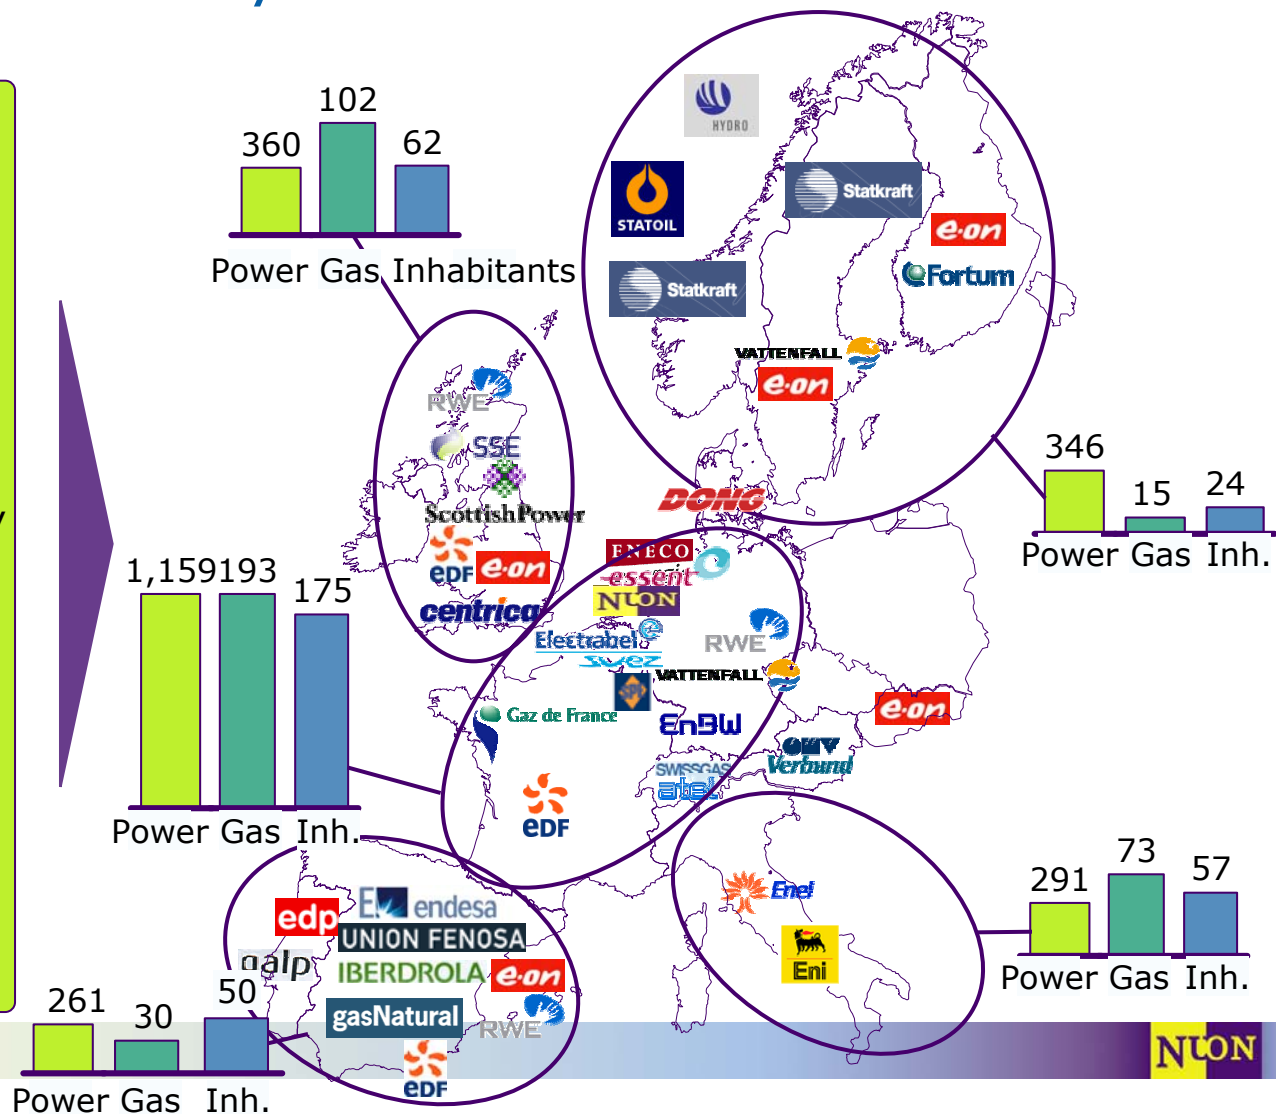 102
360
62
Power Gas Inhabitants
HYDRO
STATOIL
Statkraft
e·on
Fortum
Statkraft
VATTENFALL
e·on
RWE
SSE
ScottishPower
eDF e·on
centrica
DONG
346
15
24
Power Gas Inh.
1,159
193
175
Power Gas Inh.
ENECO
essent
NUON
Electrabel
suez
RWE
VATTENFALL
Gaz de France
EnBW
e·on
OMV
Verbund
SWISSGAS
atel
eDF
Enel
Eni
291
73
57
Power Gas Inh.
edp
endesa
UNION FENOSA
galp
IBERDROLA e·on
gasNatural
RWE
eDF
261
30
50
Power Gas Inh.
NUON